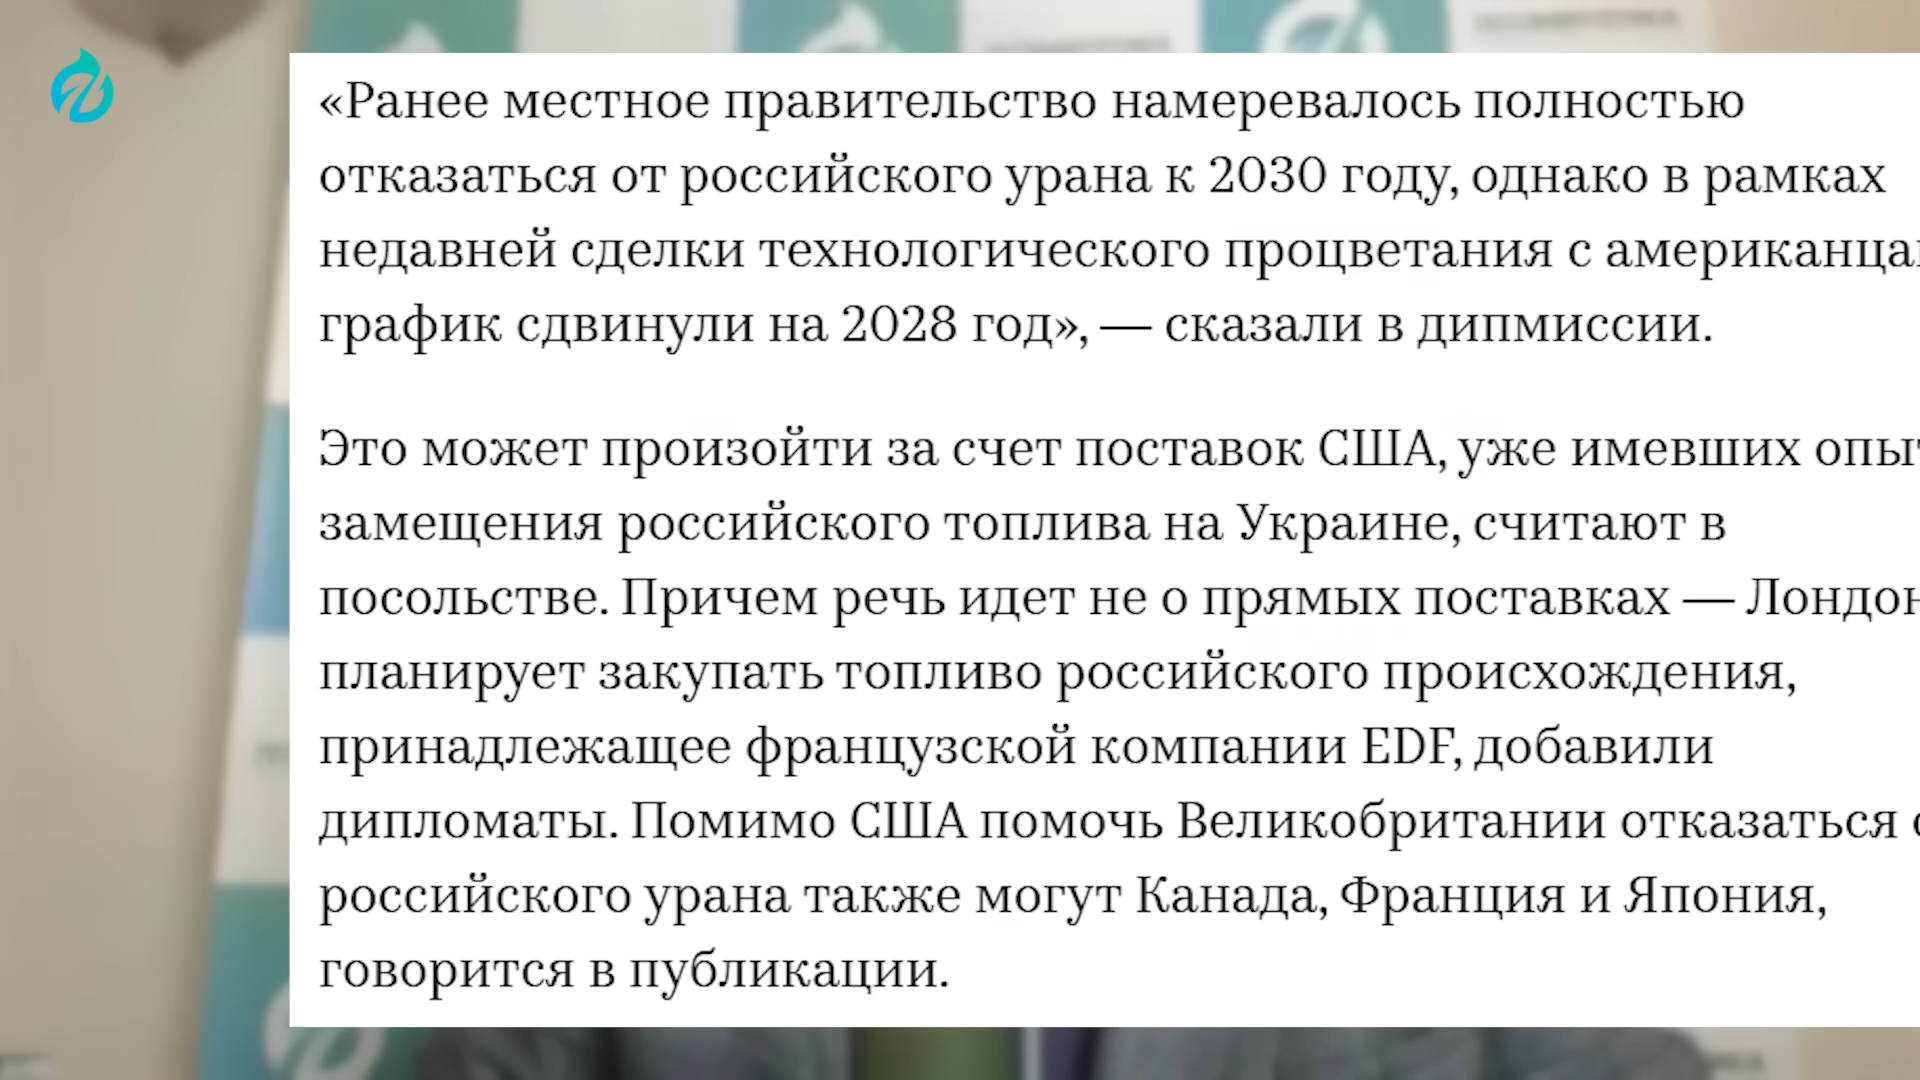 «Ранее местное правительство намеревалось полностью
отказаться от российского урана к 2030 году, однако в рамках
недавней сделки технологического процветания с
график сдвинули на 2028 год», — сказали в дипмиссии.
Это может произойти за счет поставок США, уже имевших
замещения российского топлива на Украине, считают в
посольстве. Причем речь идет не о прямых поставках — Лондон
планирует закупать топливо российского происхождения,
принадлежащее французской компании EDF, добавили
дипломаты. Помимо США помочь Великобритании отказаться
российского урана также могут Канада, Франция и Япония,
говорится в публикации.